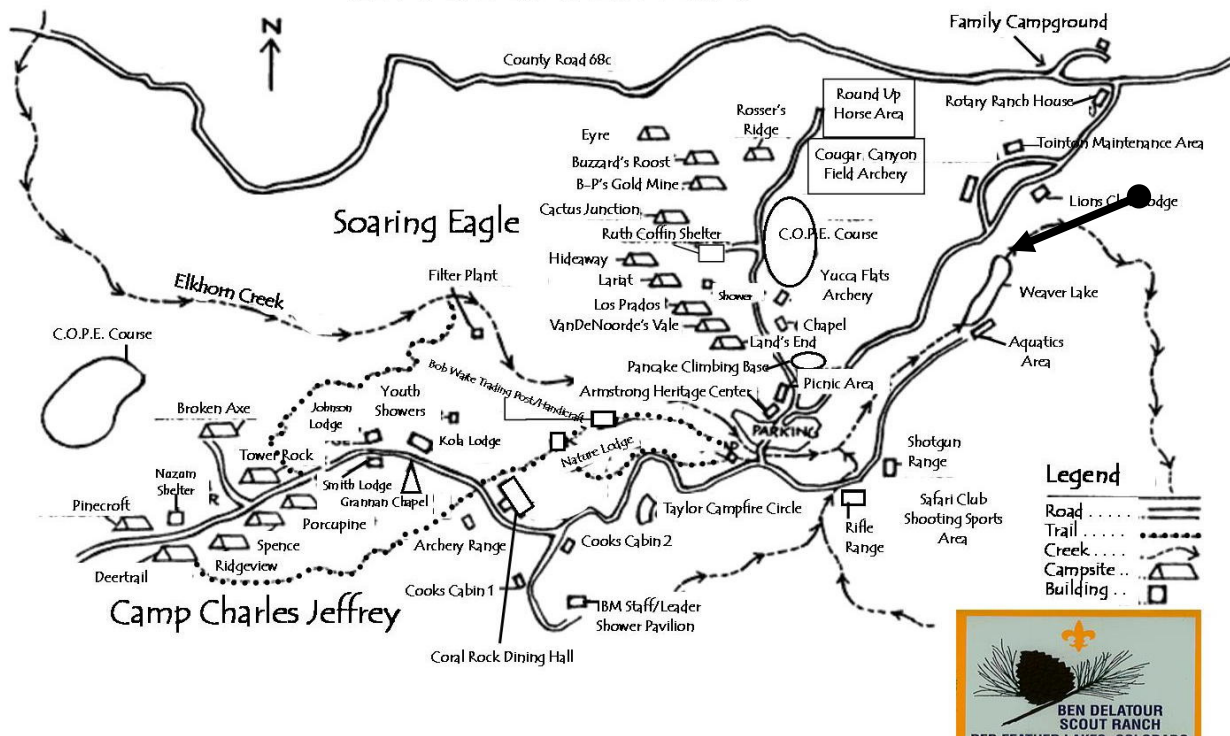 Family Campground
N
County Road 68c
Rotary Ranch House
Round Up
Horse Area
Rosser's
Ridge
Eyre
Tointon Maintenance Area
Buzzard's Roost
Cougar Canyon
Field Archery
B-P's Gold Mine
Lions Lodge
Cactus Junction
Soaring Eagle
Ruth Coffin Shelter
C.O.P.E. Course
Hideaway
Filter Plant
Lariat
Shower
Yucca Flats
Archery
Weaver Lake
Elkhorn Creek
Los Prados
VanDeNoorde's Vale
Chapel
C.O.P.E. Course
Land's End
Aquatics
Area
Pancake Climbing Base
Bob Waite Trading Post/Handicraft
Picnic Area
Armstrong Heritage Center
Youth
Showers
Johnson
Lodge
Broken Axe
PARKING
Kola Lodge
Nature Lodge
Shotgun
Range
Tower Rock
Nazam
Shelter
Smith Lodge
Grannan Chapel
Legend
Pinecroft
Porcupine
Taylor Campfire Circle
Safari Club
Shooting Sports
Area
Road . . . . .
Rifle
Range
Trail . . . . .
Spence
Archery Range
Cooks Cabin 2
Creek . . . . .
Ridgeview
Campsite . .
Deertrail
Cooks Cabin 1
Building . . .
Camp Charles Jeffrey
IBM Staff/Leader
Shower Pavilion
Coral Rock Dining Hall
BEN DELATOUR
SCOUT RANCH
RED FEATHER LAKES, COLORADO